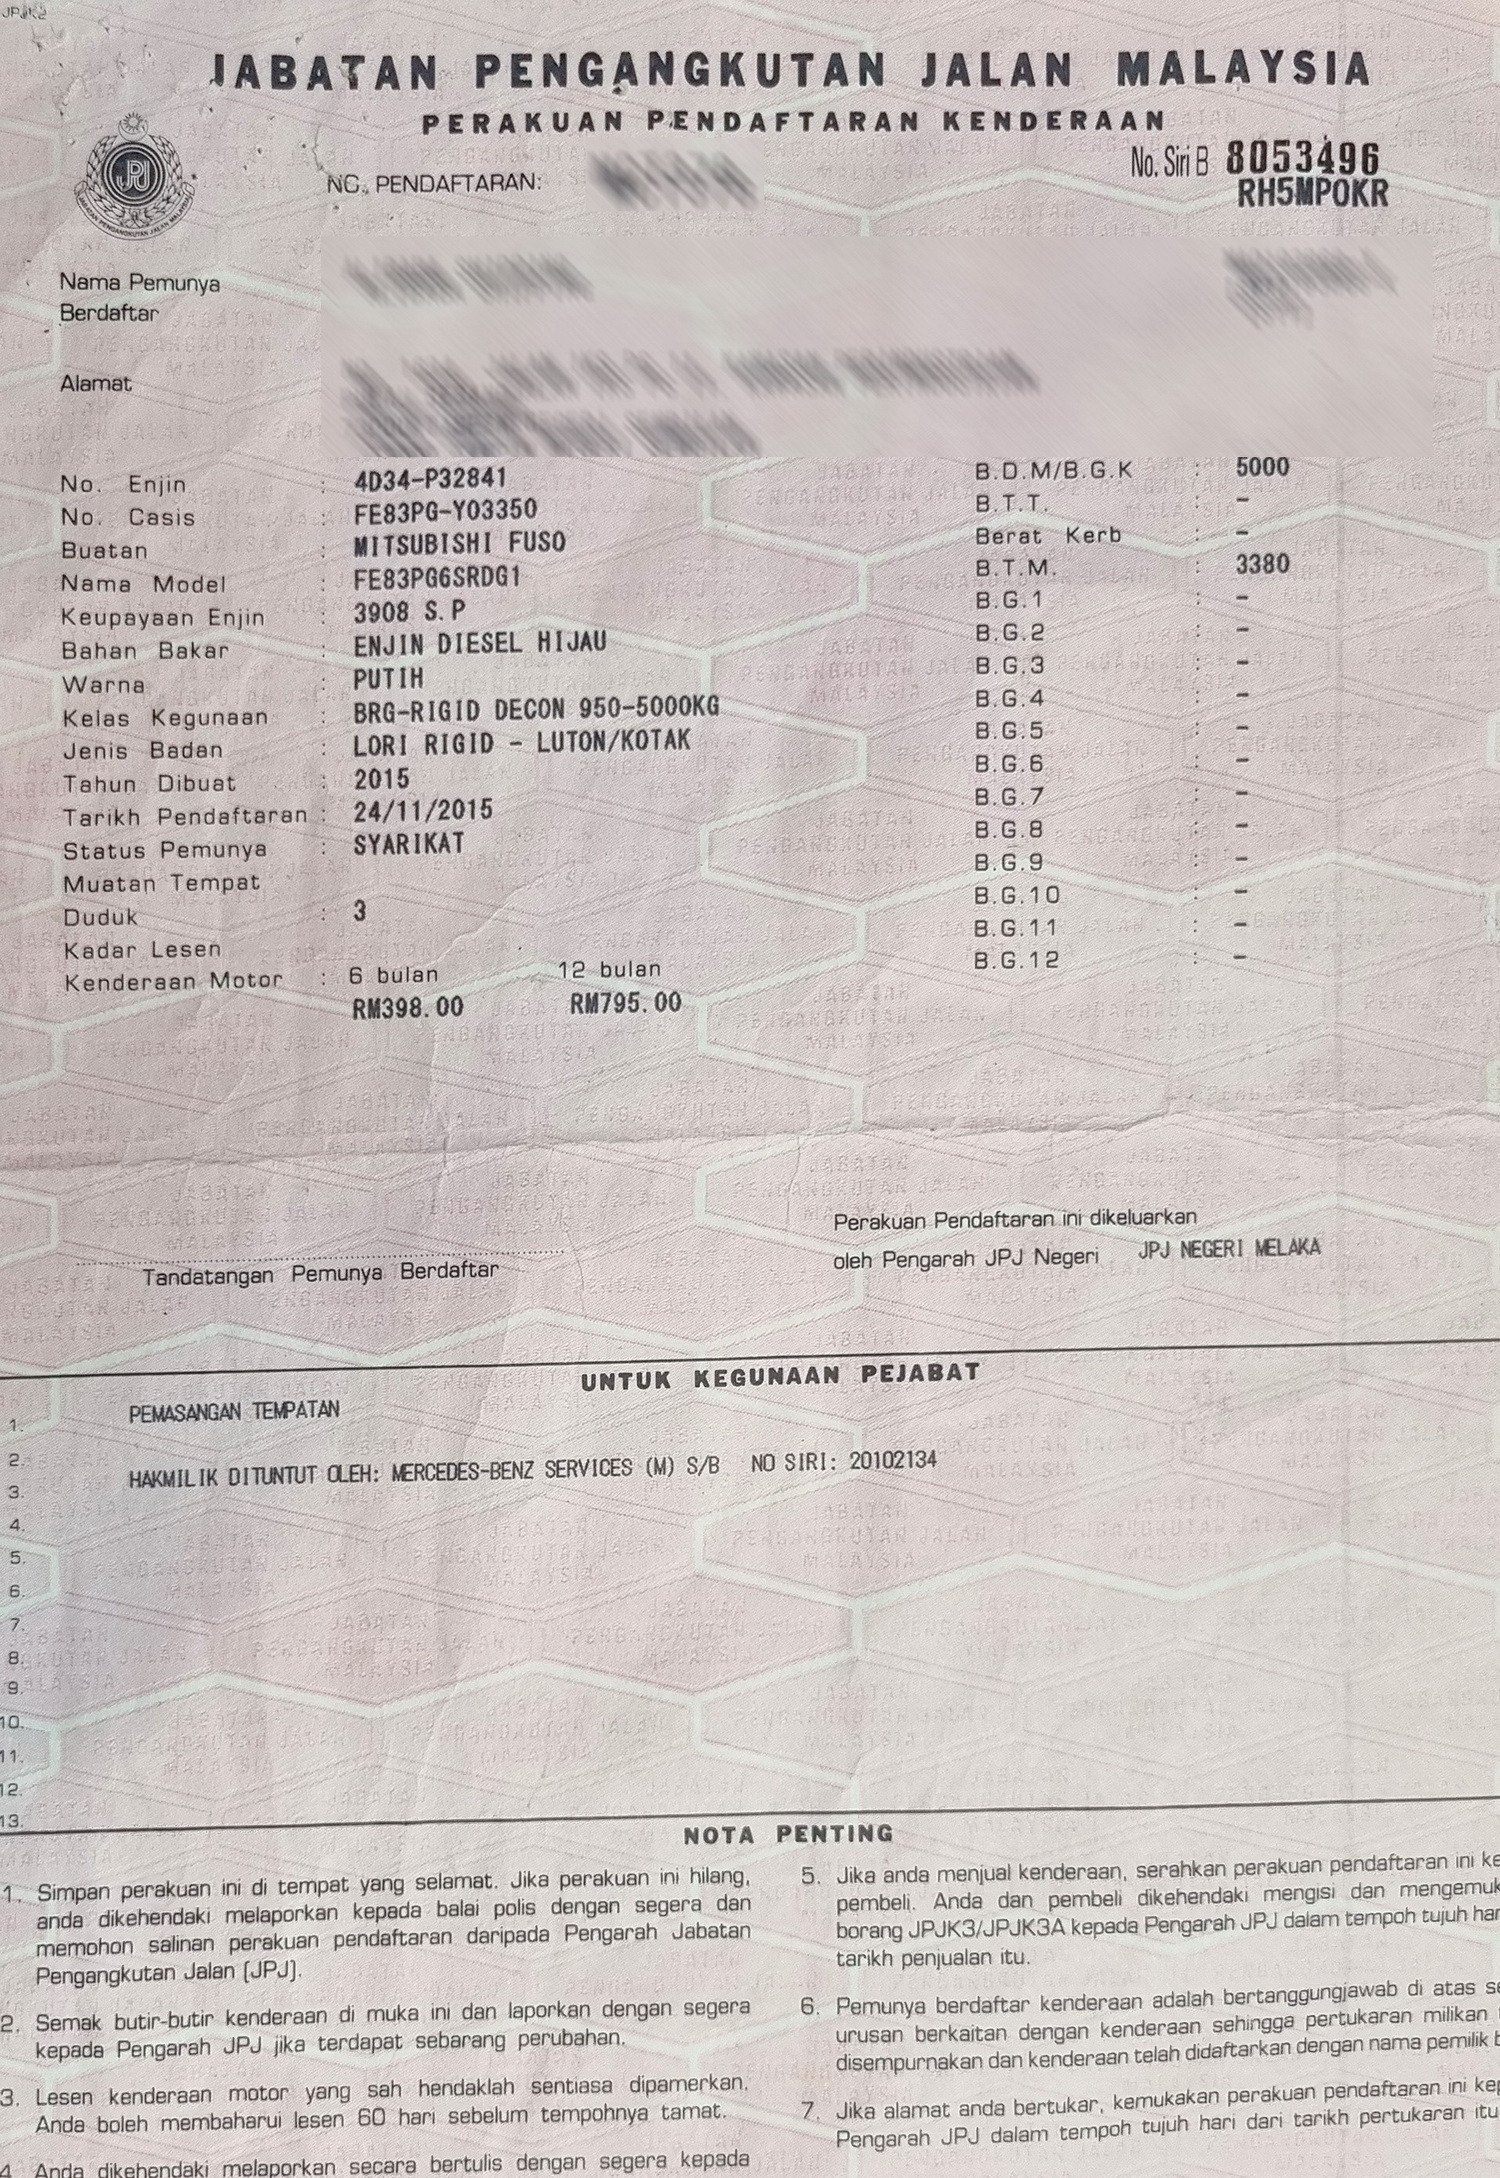 JPJK2
JABATAN PENGANGKUTAN JALAN MALAYSIA
PERAKUAN PENDAFTARAN KENDERAAN
No. Siri B 8053496
NO. PENDAFTARAN:
RH5MPOKR
JPJ
Nama Pemunya
Berdaftar
Alamat
No. Enjin : 4D34-P32841
No. Casis : FE83PG-Y03350
Buatan : MITSUBISHI FUSO
Nama Model : FE83PG6SRDG1
Keupayaan Enjin : 3908 S.P
Bahan Bakar : ENJIN DIESEL HIJAU
Warna : PUTIH
Kelas Kegunaan : BRG-RIGID DECON 950-5000KG
Jenis Badan : LORI RIGID - LUTON/KOTAK
Tahun Dibuat : 2015
Tarikh Pendaftaran : 24/11/2015
Status Pemunya : SYARIKAT
Muatan Tempat
Duduk : 3
Kadar Lesen
Kenderaan Motor : 6 bulan 12 bulan
RM398.00 RM795.00
B.D.M/B.G.K : 5000
B.T.T. : -
Berat Kerb : -
B.T.M. : 3380
B.G.1 : -
B.G.2 : -
B.G.3 : -
B.G.4 : -
B.G.5 : -
B.G.6 : -
B.G.7 : -
B.G.8 : -
B.G.9 : -
B.G.10 : -
B.G.11 : -
B.G.12 : -
Tandatangan Pemunya Berdaftar
Perakuan Pendaftaran ini dikeluarkan
oleh Pengarah JPJ Negeri JPJ NEGERI MELAKA
UNTUK KEGUNAAN PEJABAT
1. PEMASANGAN TEMPATAN
2.
HAKMILIK DITUNTUT OLEH: MERCEDES-BENZ SERVICES (M) S/B NO SIRI: 20102134
3.
4.
5.
6.
7.
8.
9.
10.
11.
12.
13.
NOTA PENTING
1. Simpan perakuan ini di tempat yang selamat. Jika perakuan ini hilang,
anda dikehendaki melaporkan kepada balai polis dengan segera dan
memohon salinan perakuan pendaftaran daripada Pengarah Jabatan
Pengangkutan Jalan (JPJ).
2. Semak butir-butir kenderaan di muka ini dan laporkan dengan segera
kepada Pengarah JPJ jika terdapat sebarang perubahan.
3. Lesen kenderaan motor yang sah hendaklah sentiasa dipamerkan.
Anda boleh membaharui lesen 60 hari sebelum tempohnya tamat.
4. Anda dikehendaki melaporkan secara bertulis dengan segera kepada
5. Jika anda menjual kenderaan, serahkan perakuan pendaftaran ini ke
pembeli. Anda dan pembeli dikehendaki mengisi dan mengemuk
borang JPJK3/JPJK3A kepada Pengarah JPJ dalam tempoh tujuh har
tarikh penjualan itu.
6. Pemunya berdaftar kenderaan adalah bertanggungjawab di atas se
urusan berkaitan dengan kenderaan sehingga pertukaran milikan
disempurnakan dan kenderaan telah didaftarkan dengan nama pemilik b
7. Jika alamat anda bertukar, kemukakan perakuan pendaftaran ini kep
Pengarah JPJ dalam tempoh tujuh hari dari tarikh pertukaran itu